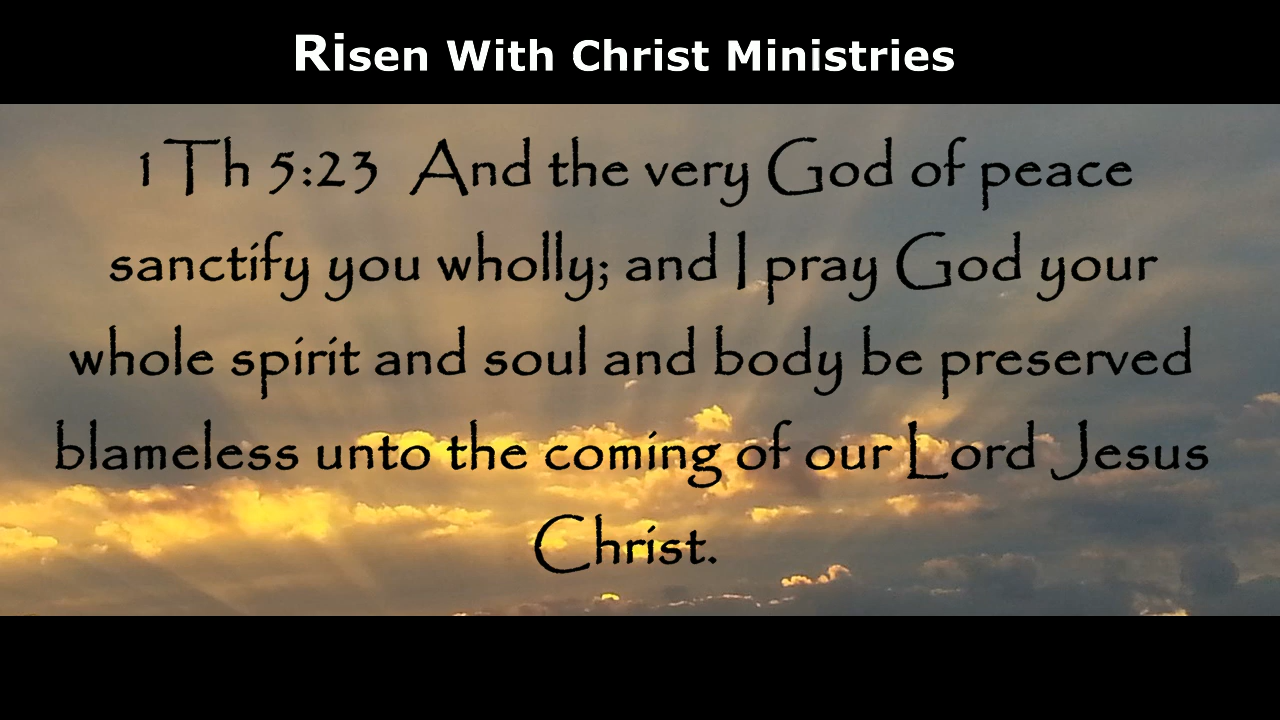 Risen With Christ Ministries
1 Th 5:23 And the very God of peace
sanctify you wholly; and I pray God your
whole spirit and soul and body be preserved
blameless unto the coming of our Lord Jesus
Christ.